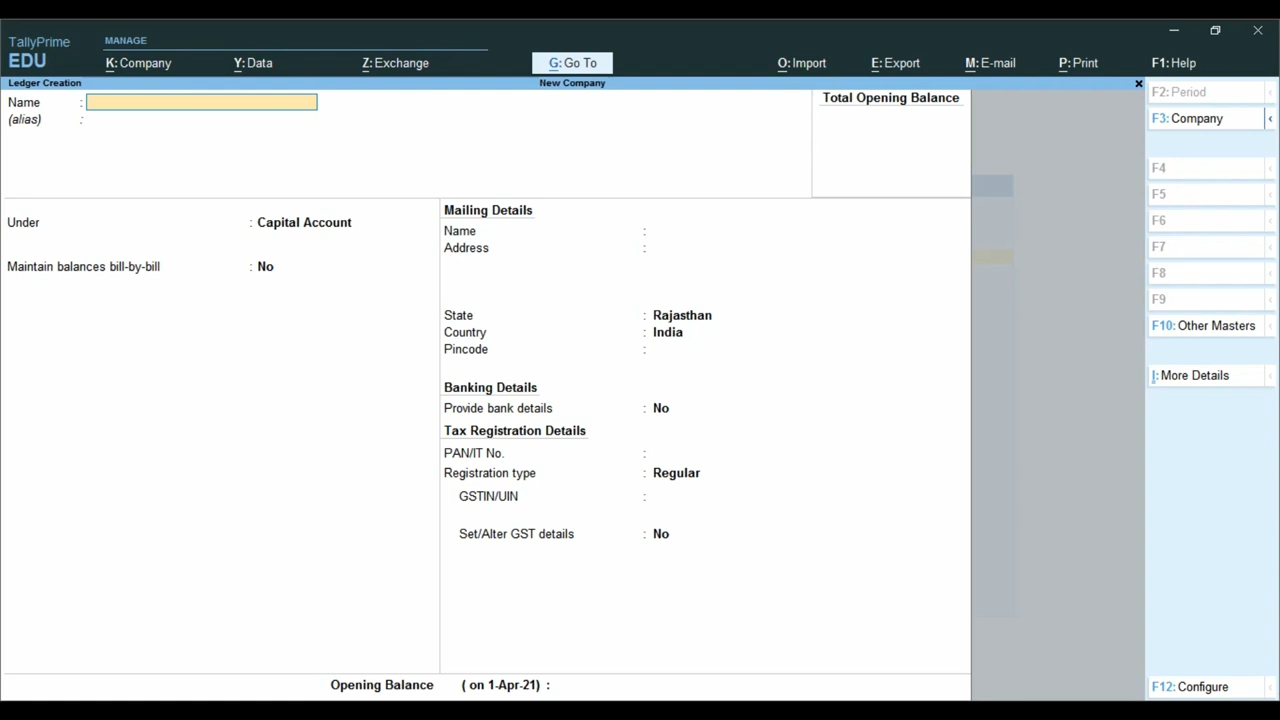 TallyPrime
EDU
MANAGE
K: Company
Y: Data
Z: Exchange
G: Go To
O: Import
E: Export
M: E-mail
P: Print
F1: Help
Ledger Creation
New Company
×
Name :
(alias) :
Total Opening Balance
Under : Capital Account
Maintain balances bill-by-bill : No
Mailing Details
Name :
Address :
State : Rajasthan
Country : India
Pincode :
Banking Details
Provide bank details : No
Tax Registration Details
PAN/IT No. :
Registration type : Regular
GSTIN/UIN :
Set/Alter GST details : No
Opening Balance ( on 1-Apr-21) :
F2: Period
F3: Company
F4
F5
F6
F7
F8
F9
F10: Other Masters
I: More Details
F12: Configure